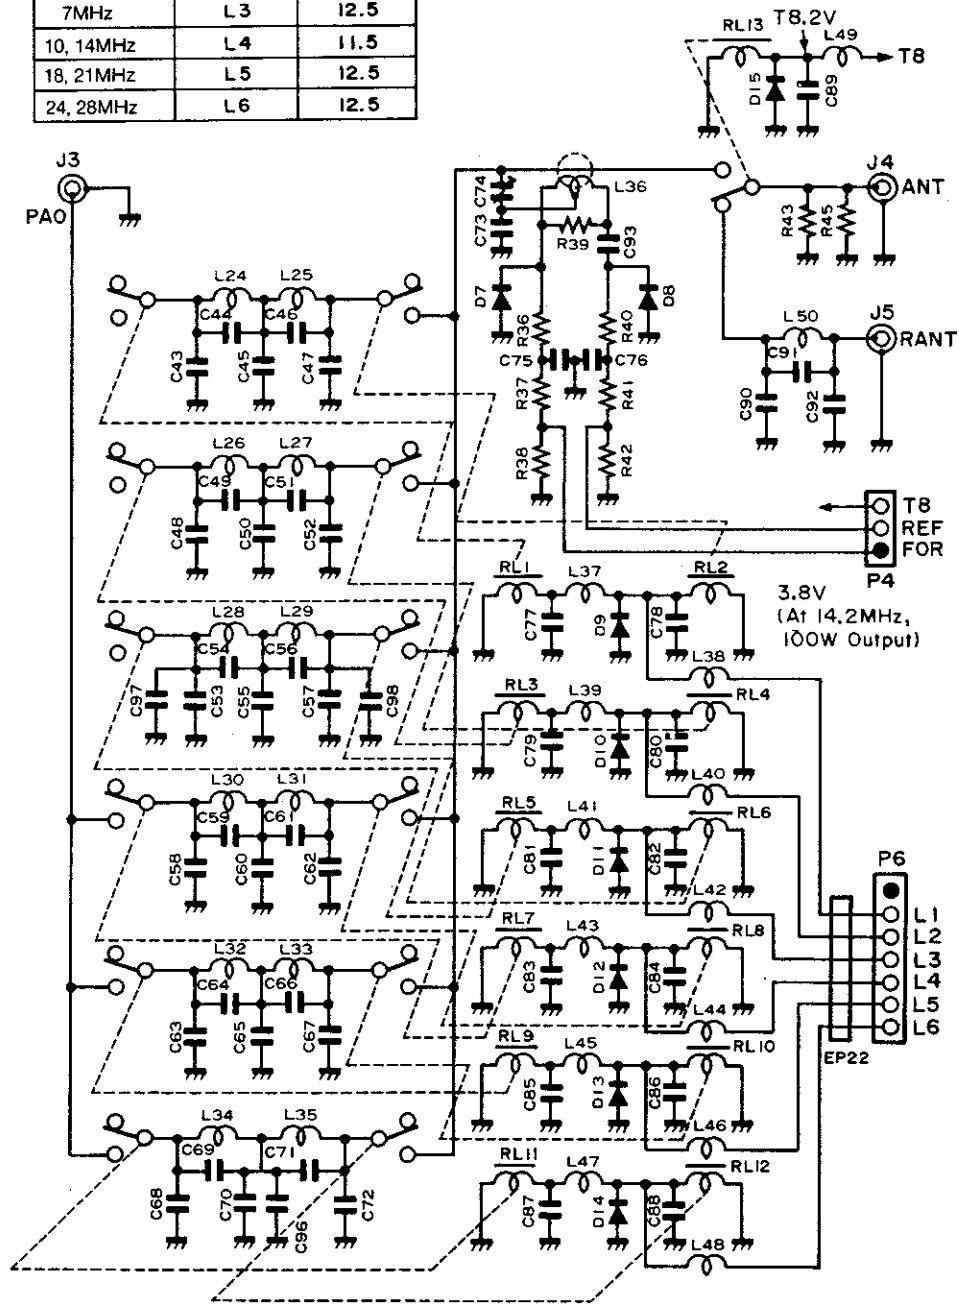 7MHz L3 12.5
10, 14MHz L4 11.5
18, 21MHz L5 12.5
24, 28MHz L6 12.5
RL13 T8.2V L49
T8
D15 C89
J3
PAO
C74 L36
C73 R39 C93
J4
ANT
R43 R45
D7 D8
R36 R40
C75 C76
R37 R41
R38 R42
L50 J5
RANT
C91
C90 C92
L24 L25
C44 C46
C43 C45 C47
L26 L27
C49 C51
C48 C50 C52
T8
REF
FOR
P4
3.8V
(At 14.2MHz,
100W Output)
RL1 L37 RL2
C77 D9 C78
L38
L28 L29
C54 C56
C97 C53 C55 C57 C98
RL3 L39 RL4
C79 D10 C80
L40
L30 L31
C59 C61
C58 C60 C62
RL5 L41 RL6
C81 D11 C82
L42
P6
L1
L2
L3
L4
L5
L6
EP22
RL7 L43 RL8
C83 D12 C84
L44
L32 L33
C64 C66
C63 C65 C67
RL9 L45 RL10
C85 D13 C86
L46
L34 L35
C69 C71
C68 C70 C96 C72
RL11 L47 RL12
C87 D14 C88
L48